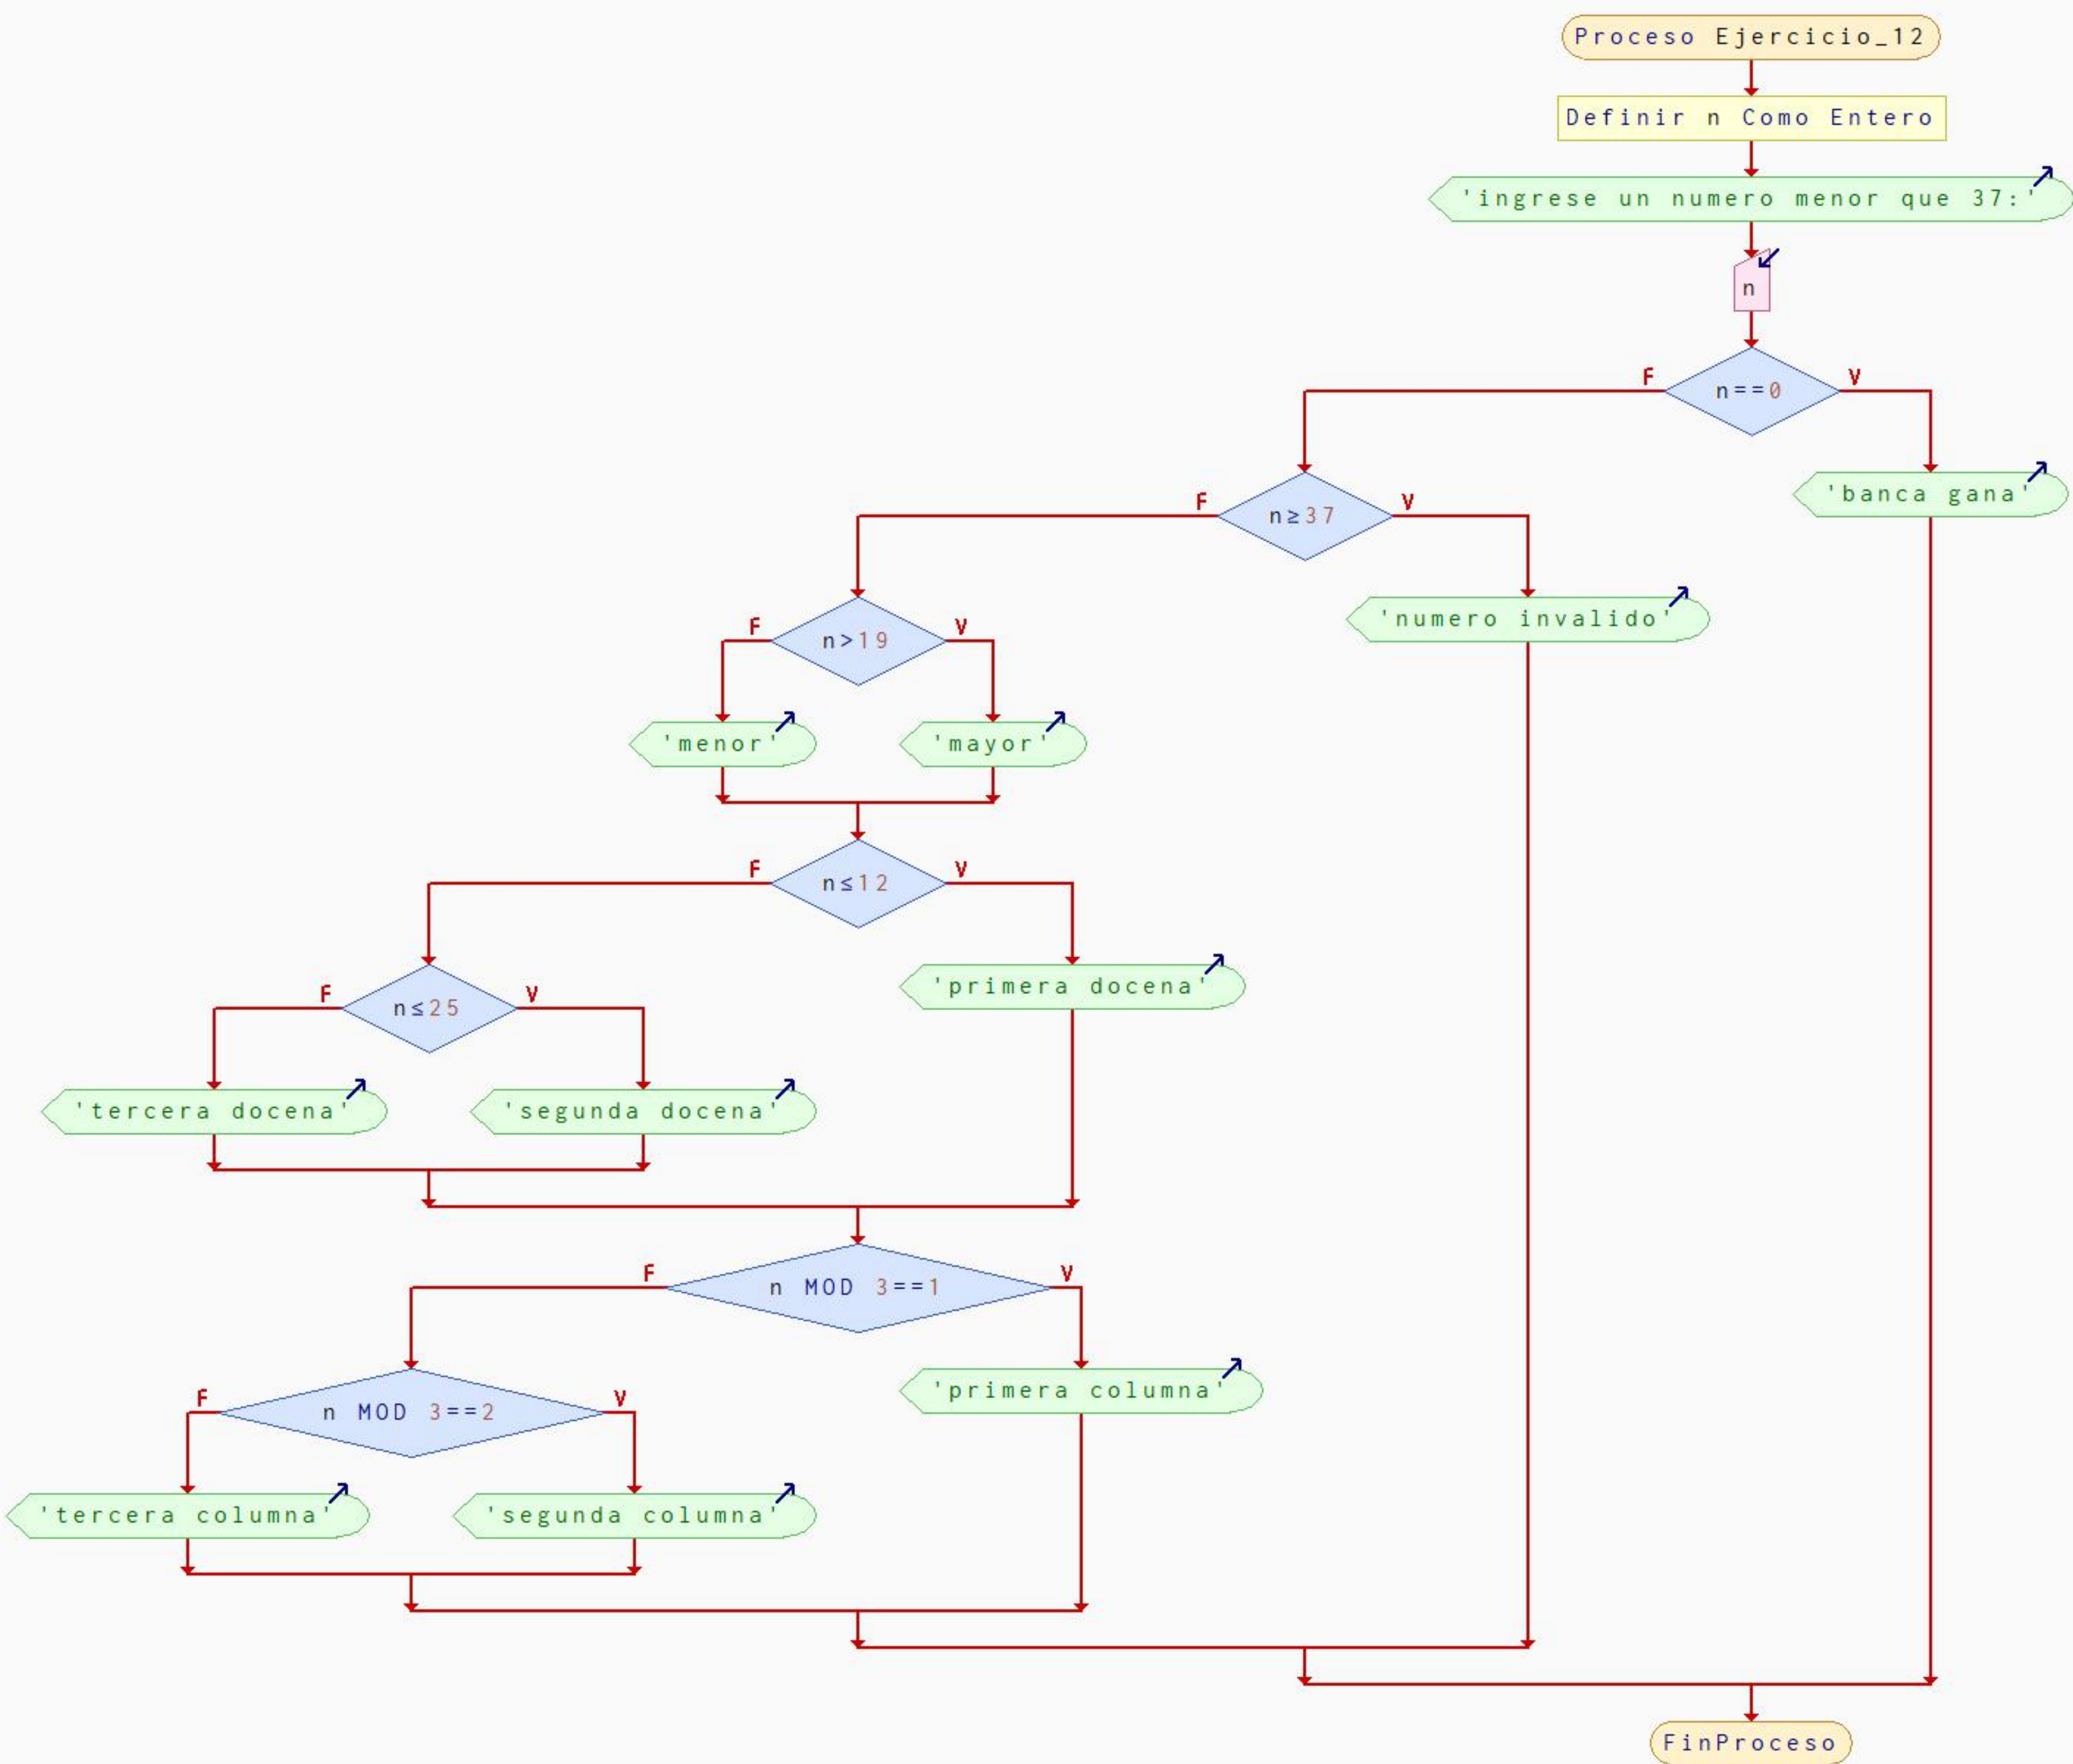 Proceso Ejercicio_12
Definir n Como Entero
'ingrese un numero menor que 37:'
n
F n==0 V
F n≥37 V 'banca gana'
F n>19 V 'numero invalido'
'menor' 'mayor'
F n≤12 V
F n≤25 V 'primera docena'
'tercera docena' 'segunda docena'
F n MOD 3==1 V
F n MOD 3==2 V 'primera columna'
'tercera columna' 'segunda columna'
FinProceso